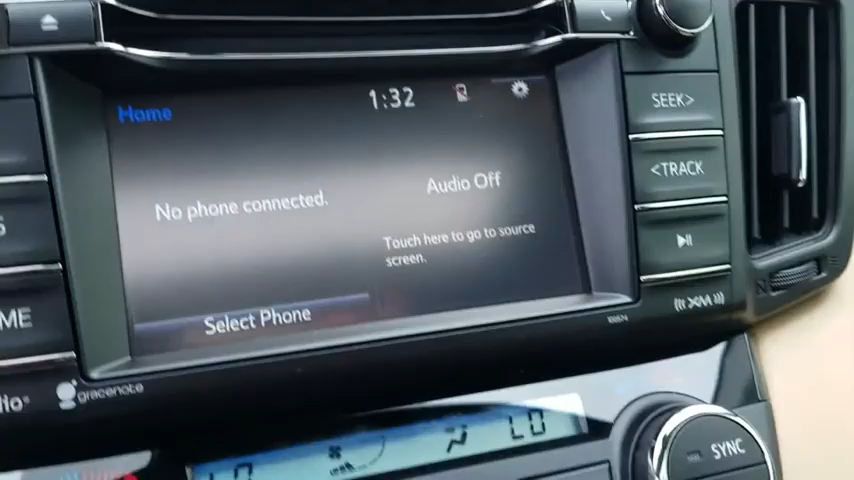 Home
1:32
SEEK>
<TRACK
No phone connected.
Audio Off
Touch here to go to source
screen.
Select Phone
XM
gracenote
LO
LO
SYNC